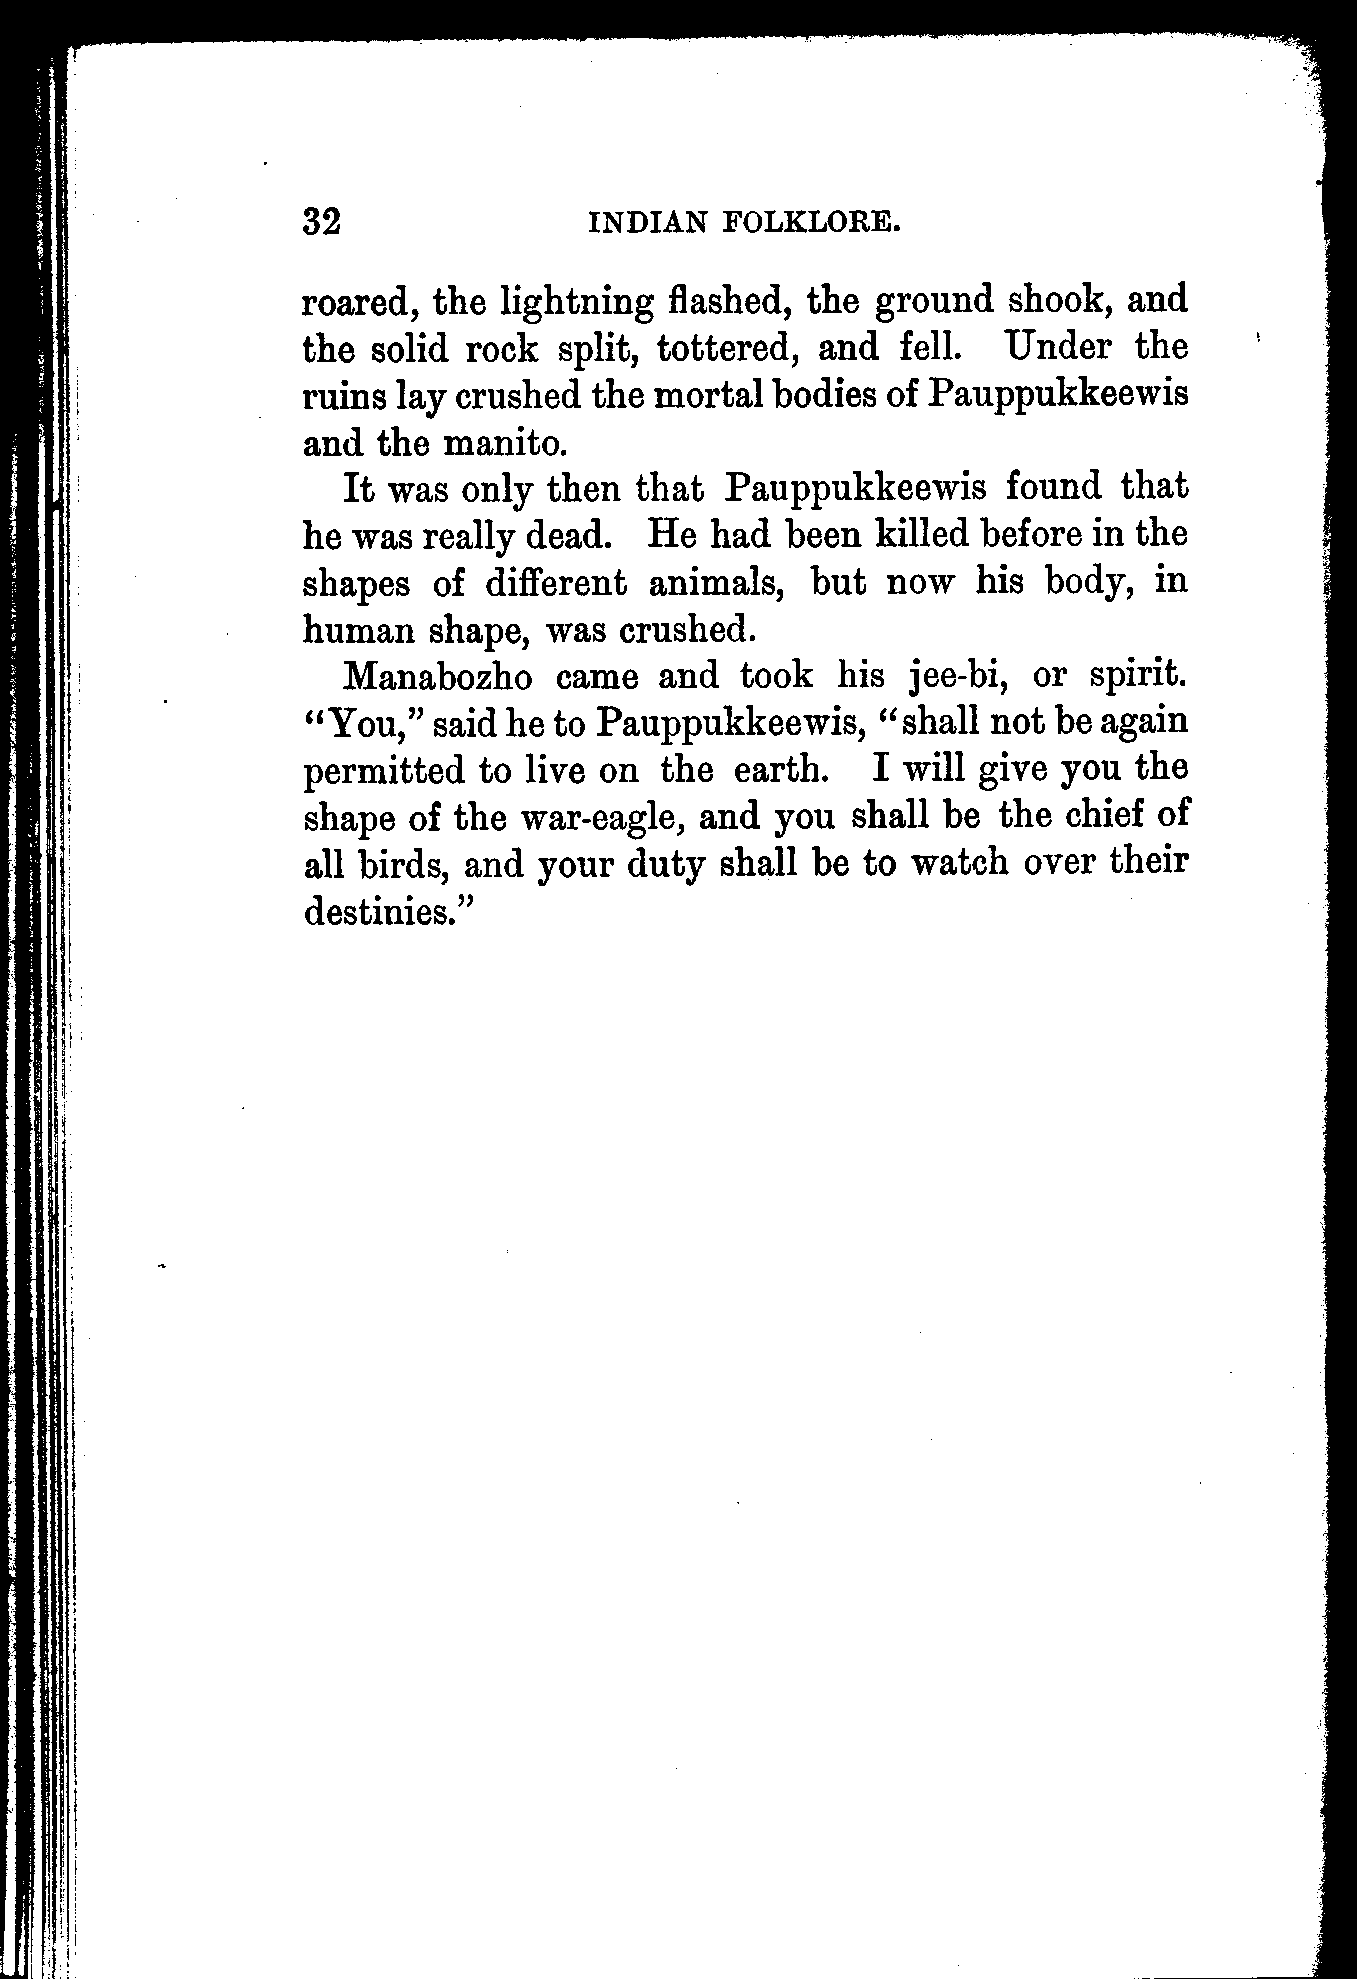 32 INDIAN FOLKLORE.
roared, the lightning flashed, the ground shook, and
the solid rock split, tottered, and fell. Under the
ruins lay crushed the mortal bodies of Pauppukkeewis
and the manito.
It was only then that Pauppukkeewis found that
he was really dead. He had been killed before in the
shapes of different animals, but now his body, in
human shape, was crushed.
Manabozho came and took his jee-bi, or spirit.
“You,” said he to Pauppukkeewis, “shall not be again
permitted to live on the earth. I will give you the
shape of the war-eagle, and you shall be the chief of
all birds, and your duty shall be to watch over their
destinies.”